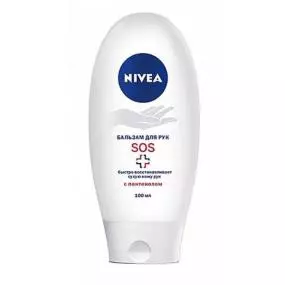 NIVEA
БАЛЬЗАМ ДЛЯ РУК
SOS
быстро восстанавливает
сухую кожу рук
с пантенолом
100 мл